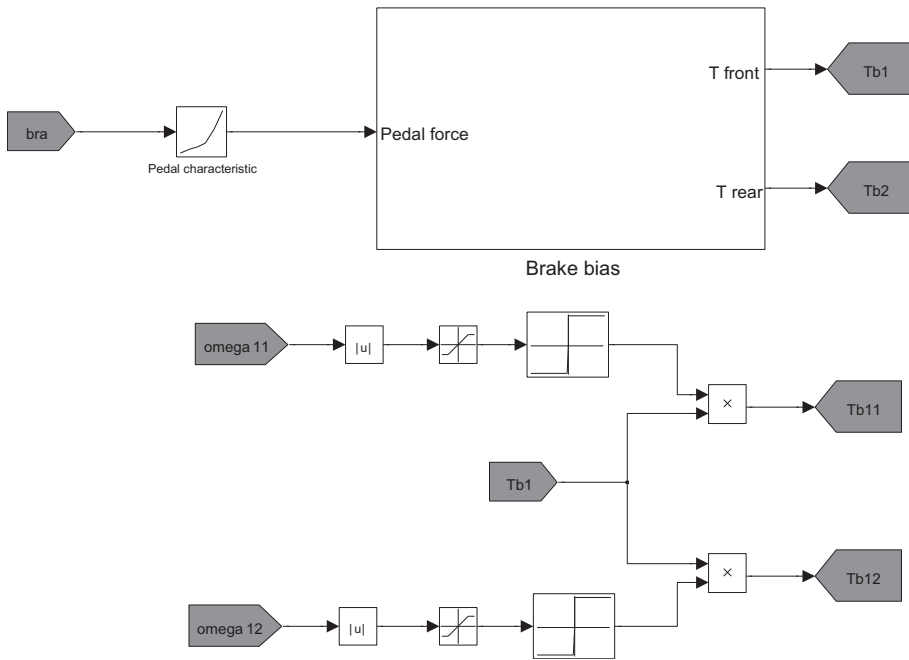 T front
Tb1
bra
Pedal force
Pedal characteristic
T rear
Tb2
Brake bias
omega 11
|u|
×
Tb11
Tb1
×
Tb12
omega 12
|u|